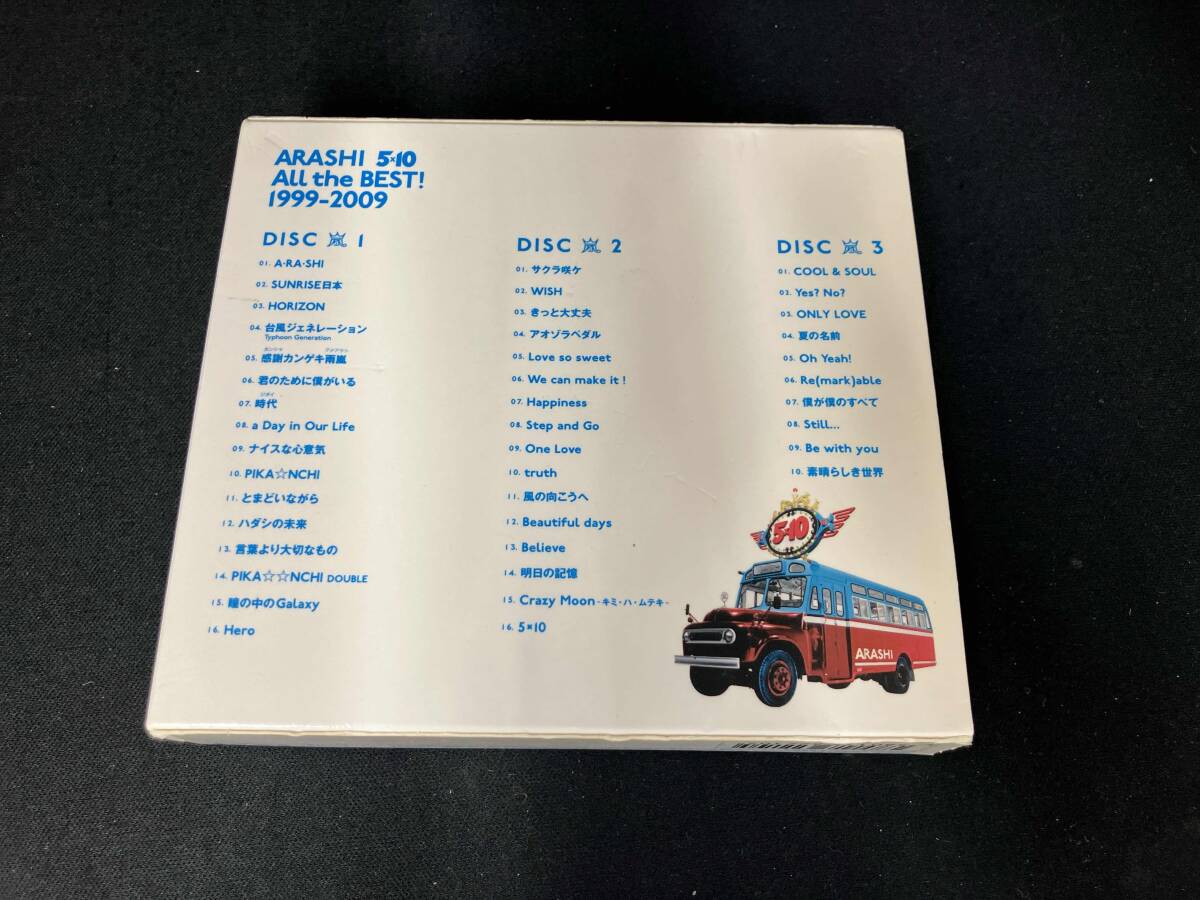 ARASHI 5×10
All the BEST!
1999-2009
DISC 嵐 1
01. A・RA・SHI
02. SUNRISE日本
03. HORIZON
04. 台風ジェネレーション
Typhoon Generation
カンシャ
05. 感謝カンゲキ雨嵐
06. 君のために僕がいる
ジダイ
07. 時代
08. a Day in Our Life
09. ナイスな心意気
10. PIKA☆NCHI
11. とまどいながら
12. ハダシの未来
13. 言葉より大切なもの
14. PIKA☆☆NCHI DOUBLE
15. 瞳の中のGalaxy
16. Hero
DISC 嵐 2
01. サクラ咲ケ
02. WISH
03. きっと大丈夫
04. アオゾラペダル
05. Love so sweet
06. We can make it !
07. Happiness
08. Step and Go
09. One Love
10. truth
11. 風の向こうへ
12. Beautiful days
13. Believe
14. 明日の記憶
15. Crazy Moon -キミ・ハ・ムテキ-
16. 5×10
DISC 嵐 3
01. COOL & SOUL
02. Yes? No?
03. ONLY LOVE
04. 夏の名前
05. Oh Yeah!
06. Re(mark)able
07. 僕が僕のすべて
08. Still...
09. Be with you
10. 素晴らしき世界
5×10
ARASHI